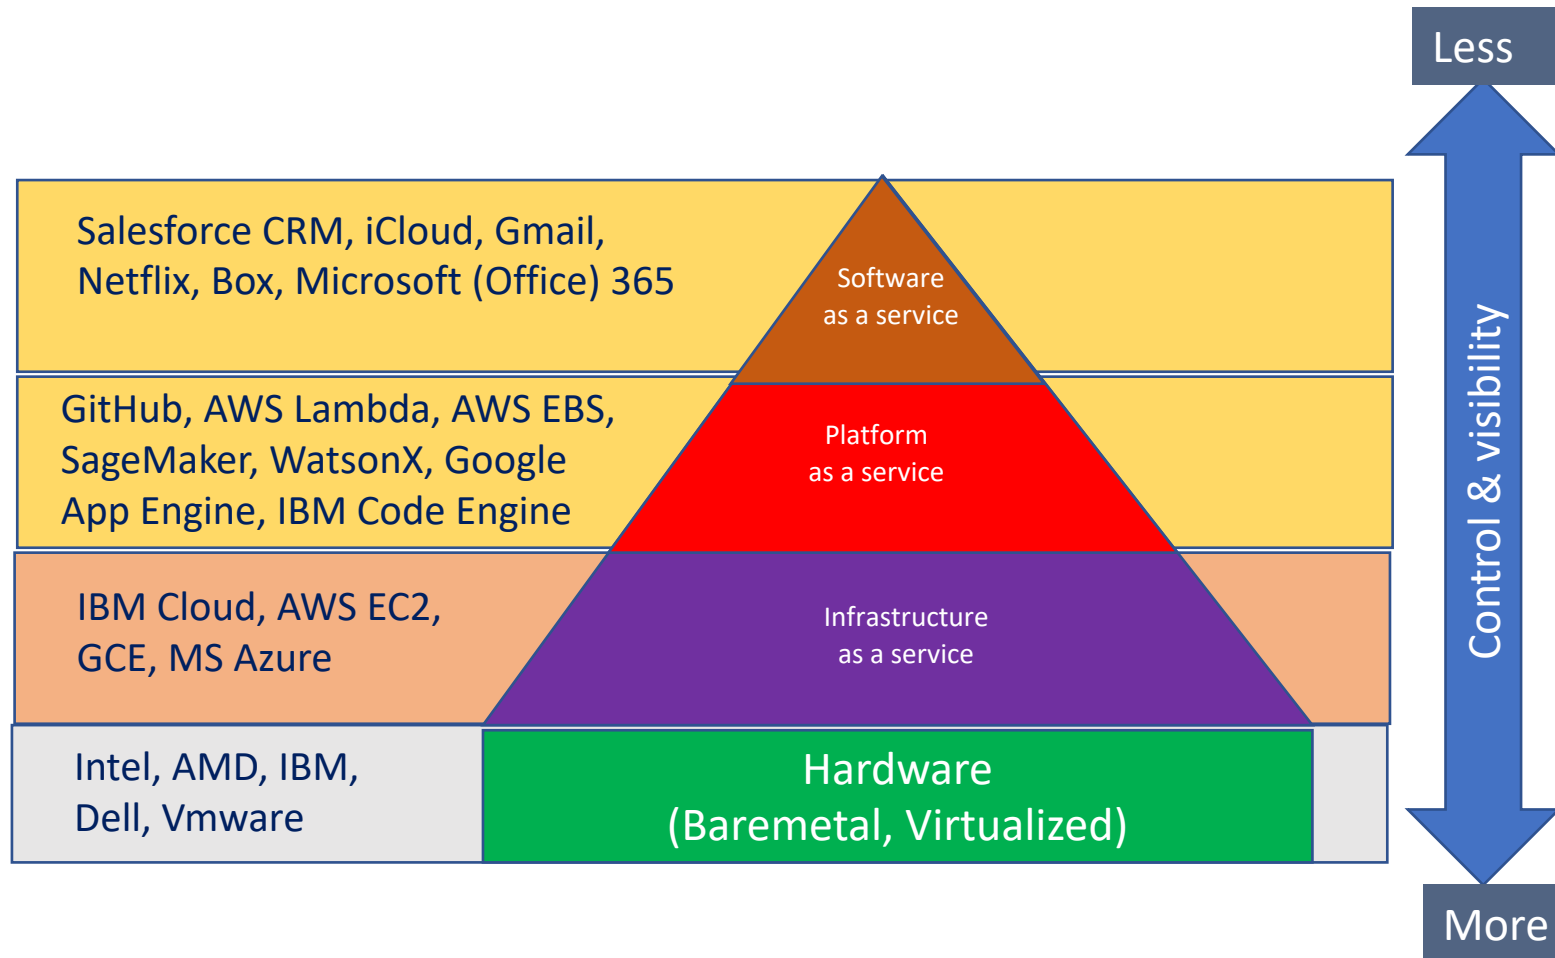 Less
Salesforce CRM, iCloud, Gmail,
Netflix, Box, Microsoft (Office) 365
Software
as a service
GitHub, AWS Lambda, AWS EBS,
SageMaker, WatsonX, Google
App Engine, IBM Code Engine
Platform
as a service
IBM Cloud, AWS EC2,
GCE, MS Azure
Infrastructure
as a service
Intel, AMD, IBM,
Dell, Vmware
Hardware
(Baremetal, Virtualized)
Control & visibility
More